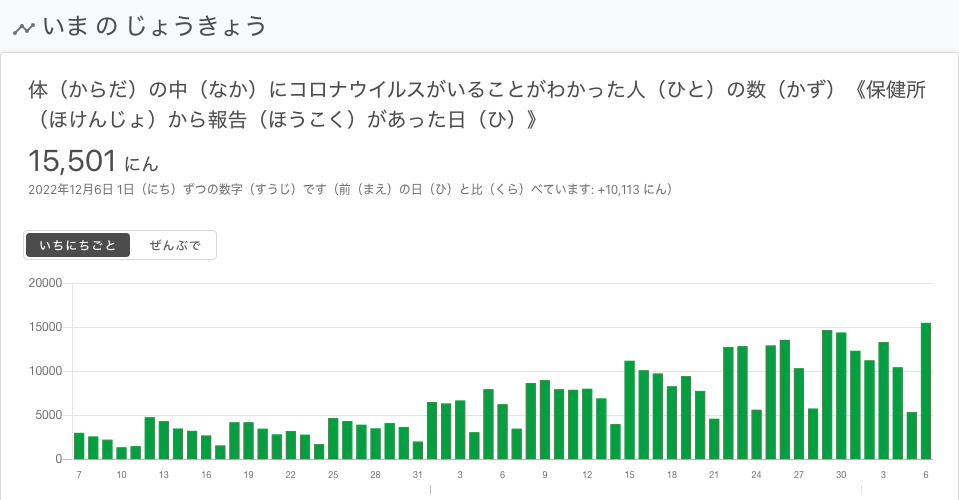 いま の じょうきょう
体（からだ）の中（なか）にコロナウイルスがいることがわかった人（ひと）の数（かず）《保健所
（ほけんじょ）から報告（ほうこく）があった日（ひ）》
15,501 にん
2022年12月6日 1日（にち）ずつの数字（すうじ）です（前（まえ）の日（ひ）と比（くら）べています: +10,113 にん）
いちにちごと ぜんぶで
20000
15000
10000
5000
0
7 10 13 16 19 22 25 28 31 3 6 9 12 15 18 21 24 27 30 3 6